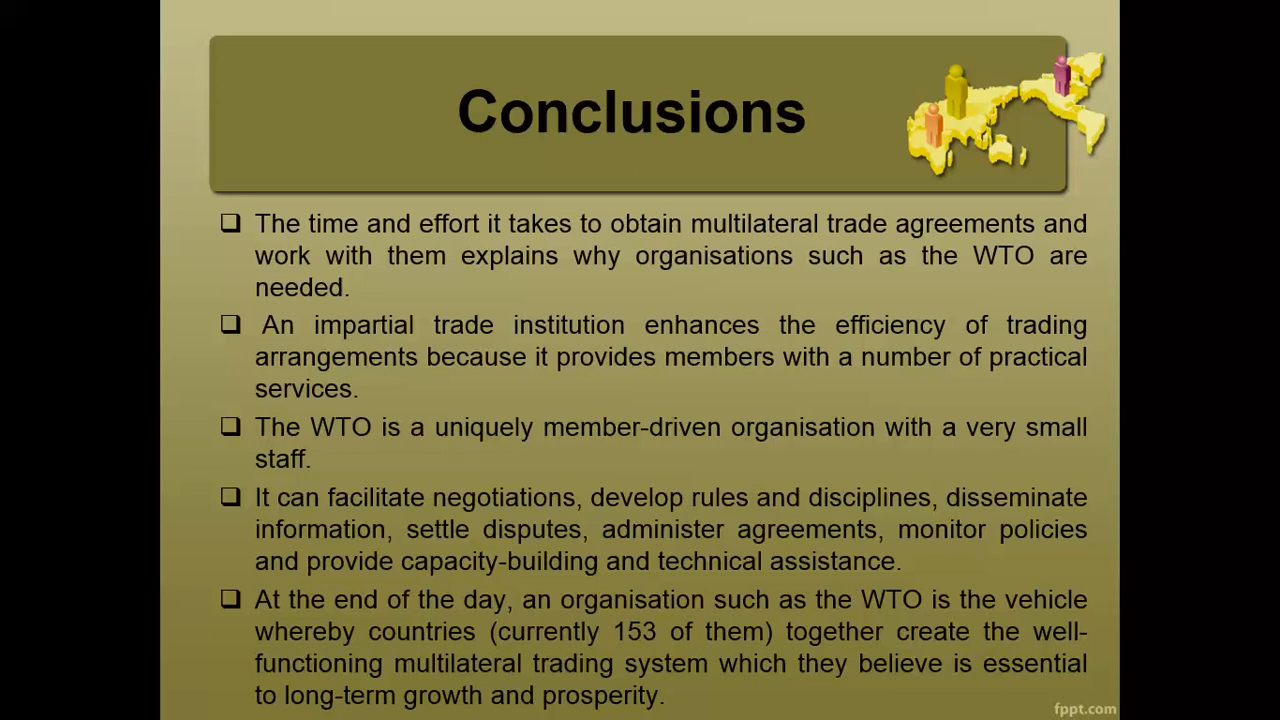 Conclusions
❑ The time and effort it takes to obtain multilateral trade agreements and
work with them explains why organisations such as the WTO are
needed.
❑ An impartial trade institution enhances the efficiency of trading
arrangements because it provides members with a number of practical
services.
❑ The WTO is a uniquely member-driven organisation with a very small
staff.
❑ It can facilitate negotiations, develop rules and disciplines, disseminate
information, settle disputes, administer agreements, monitor policies
and provide capacity-building and technical assistance.
❑ At the end of the day, an organisation such as the WTO is the vehicle
whereby countries (currently 153 of them) together create the well-
functioning multilateral trading system which they believe is essential
to long-term growth and prosperity.
fppt.com